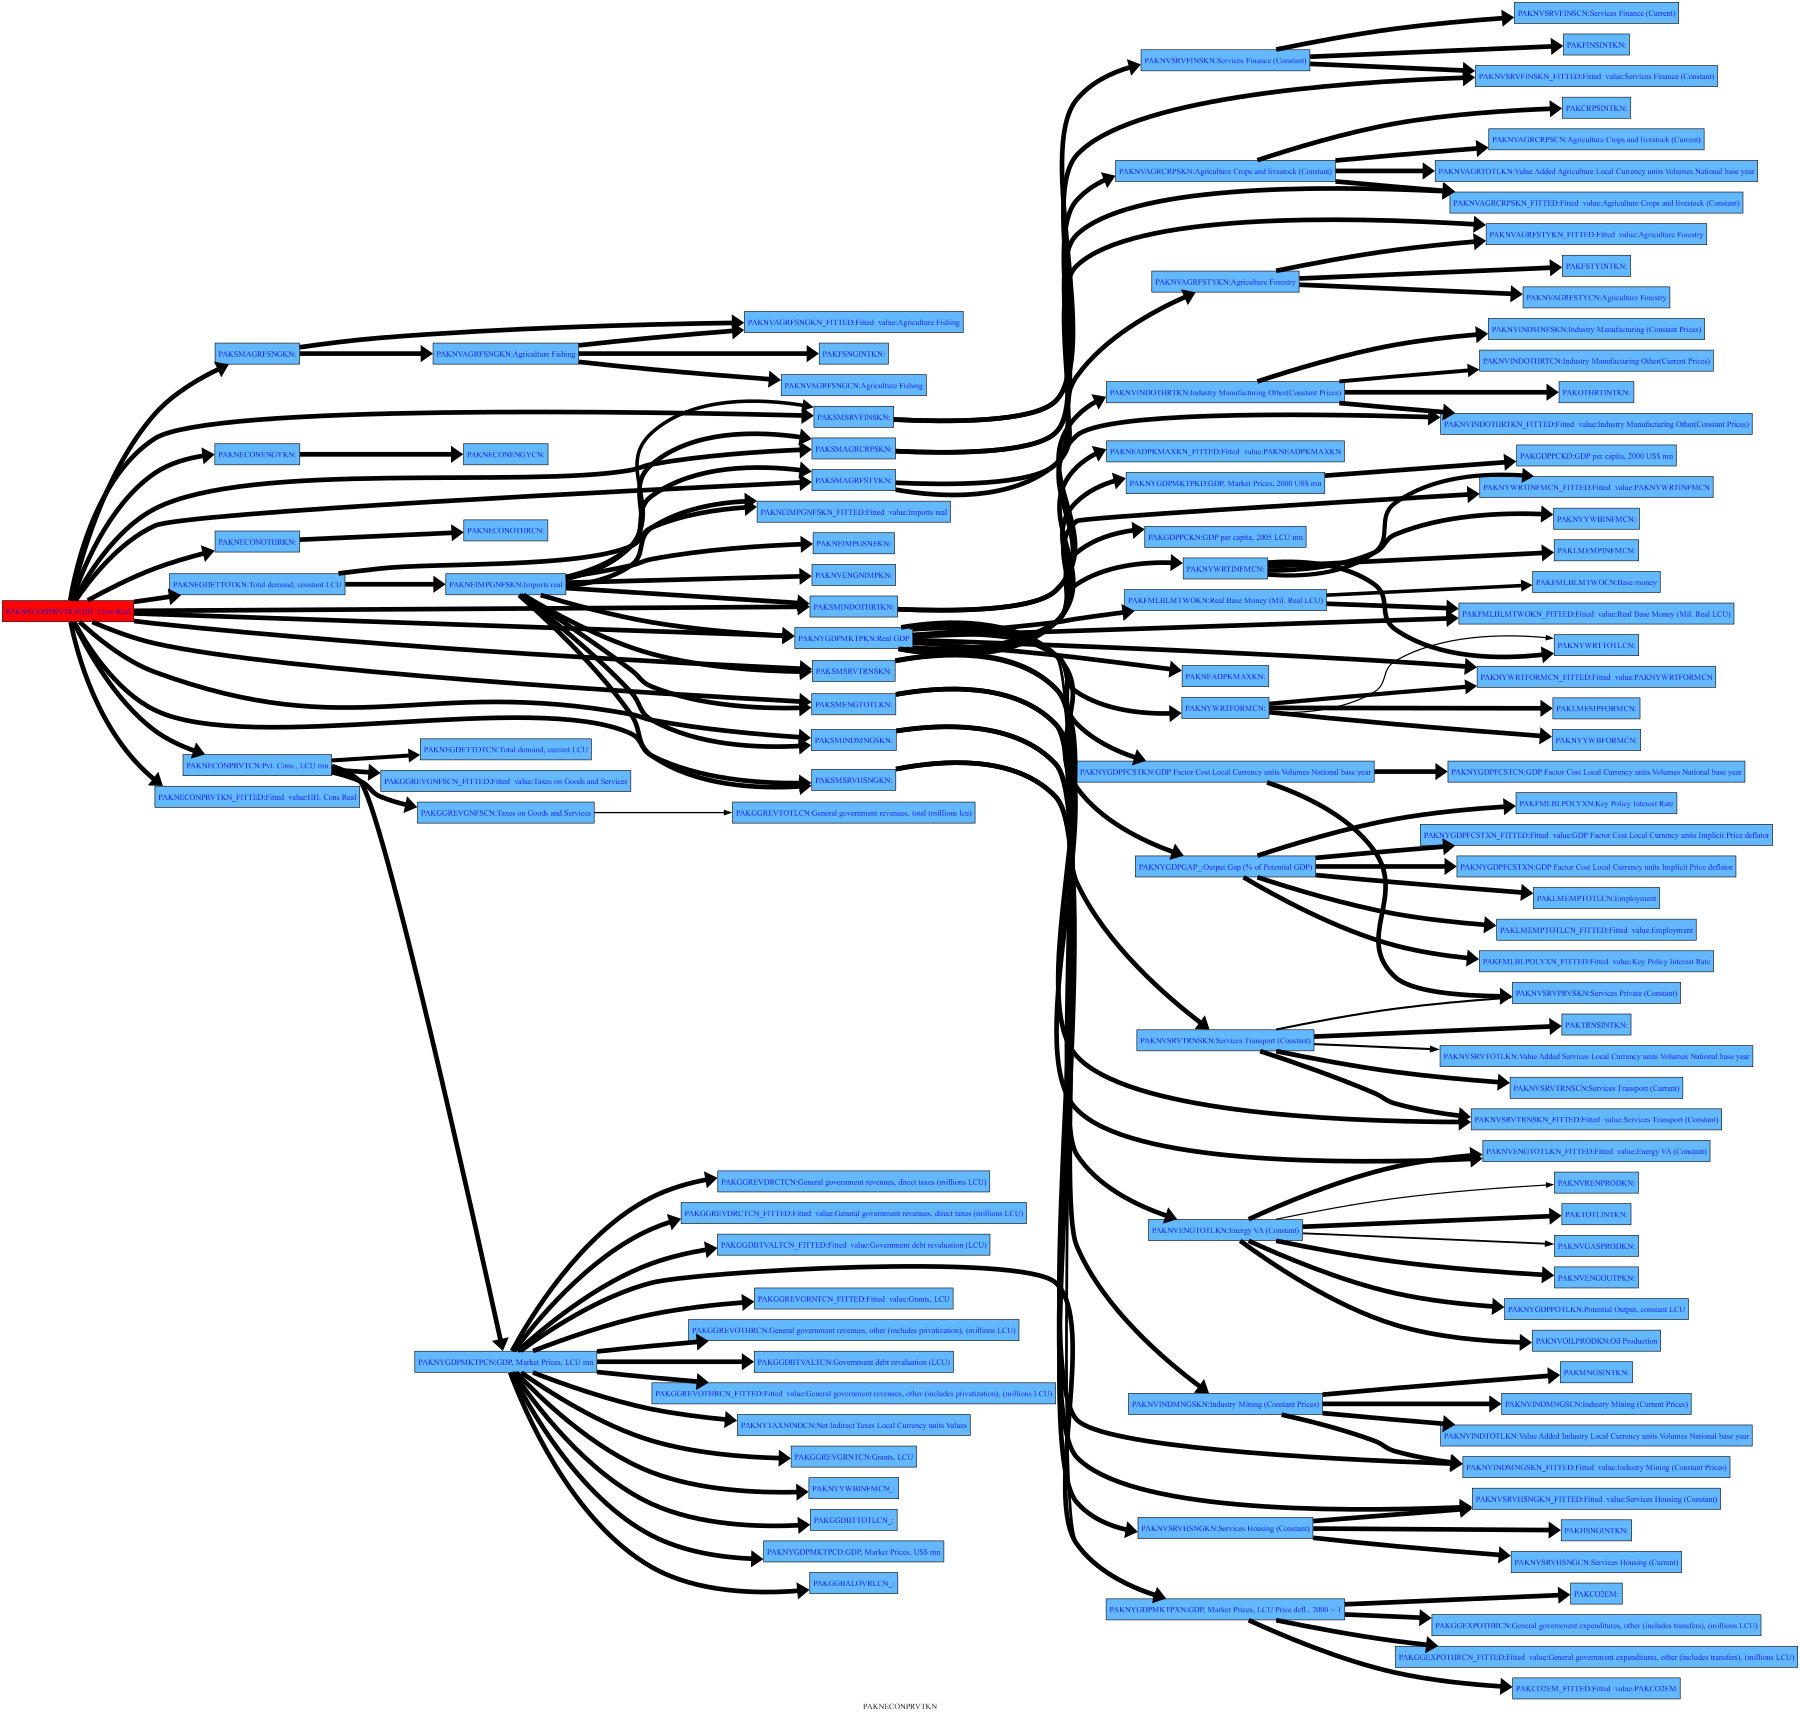 PAKNVSRVFINSCN:Services Finance (Current)
PAKFINSINTKN:
PAKNVSRVFINSKN:Services Finance (Constant)
PAKNVSRVFINSKN_FITTED:Fitted value:Services Finance (Constant)
PAKCRPSINTKN:
PAKNVAGRCRPSCN:Agriculture Crops and livestock (Current)
PAKNVAGRCRPSKN:Agriculture Crops and livestock (Constant)
PAKNVAGRTOTLKN:Value Added Agriculture Local Currency units Volumes National base year
PAKNVAGRCRPSKN_FITTED:Fitted value:Agriculture Crops and livestock (Constant)
PAKNVAGRFSTYKN_FITTED:Fitted value:Agriculture Forestry
PAKFSTYINTKN:
PAKNVAGRFSTYKN:Agriculture Forestry
PAKNVAGRFSTYCN:Agriculture Forestry
PAKNVAGRFSNGKN_FITTED:Fitted value:Agriculture Fishing
PAKNVINDMNFSKN:Industry Manufacturing (Constant Prices)
PAKSMAGRFSNGKN:
PAKNVAGRFSNGKN:Agriculture Fishing
PAKFSNGINTKN:
PAKNVINDOTHRTCN:Industry Manufacturing Other(Current Prices)
PAKNVAGRFSNGCN:Agriculture Fishing
PAKNVINDOTHRTKN:Industry Manufacturing Other(Constant Prices)
PAKOTHRTINTKN:
PAKSMSRVFINSKN:
PAKNVINDOTHRTKN_FITTED:Fitted value:Industry Manufacturing Other(Constant Prices)
PAKSMAGRCRPSKN:
PAKNEADPKMAXKN_FITTED:Fitted value:PAKNEADPKMAXKN
PAKNECONENGYKN:
PAKNECONENGYCN:
PAKGDPPCKD:GDP per capita, 2000 US$ mn
PAKSMAGRFSTYKN:
PAKNYGDPMKTPKD:GDP, Market Prices, 2000 US$ mn
PAKNYWRTINFMCN_FITTED:Fitted value:PAKNYWRTINFMCN
PAKNEIMPGNFSKN_FITTED:Fitted value:Imports real
PAKNYYWBINFMCN:
PAKNECONOTHRKN:
PAKNECONOTHRCN:
PAKNEIMPGSNEKN:
PAKGDPPCKN:GDP per capita, 2005 LCU mn
PAKLMEMPINFMCN:
PAKNVENGNIMPKN:
PAKNYWRTINFMCN:
PAKNEGDETTOTKN:Total demand, constant LCU
PAKNEIMPGNFSKN:Imports real
PAKFMLBLMTWOCN:Base money
PAKNECONPRVTKN:HH. Cons Real
PAKSMINDOTHRTKN:
PAKFMLBLMTWOKN:Real Base Money (Mil. Real LCU)
PAKFMLBLMTWOKN_FITTED:Fitted value:Real Base Money (Mil. Real LCU)
PAKNYGDPMKTPKN:Real GDP
PAKNYWRTTOTLCN:
PAKSMSRVTRNSKN:
PAKNEADPKMAXKN:
PAKNYWRTFORMCN_FITTED:Fitted value:PAKNYWRTFORMCN
PAKSMENGTOTLKN:
PAKNYWRTFORMCN:
PAKLMEMPFORMCN:
PAKSMINDMNGSKN:
PAKNYYWBFORMCN:
PAKNEGDETTOTCN:Total demand, current LCU
PAKNECONPRVTCN:Pvt. Cons., LCU mn
PAKGGREVGNFSCN_FITTED:Fitted value:Taxes on Goods and Services
PAKSMSRVHSNGKN:
PAKNYGDPFCSTKN:GDP Factor Cost Local Currency units Volumes National base year
PAKNYGDPFCSTCN:GDP Factor Cost Local Currency units Volumes National base year
PAKNECONPRVTKN_FITTED:Fitted value:HH. Cons Real
PAKFMLBLPOLYXN:Key Policy Interest Rate
PAKGGREVGNFSCN:Taxes on Goods and Services
PAKGGREVTOTLCN:General government revenues, total (millions lcu)
PAKNYGDPFCSTXN_FITTED:Fitted value:GDP Factor Cost Local Currency units Implicit Price deflator
PAKNYGDPGAP_:Output Gap (% of Potential GDP)
PAKNYGDPFCSTXN:GDP Factor Cost Local Currency units Implicit Price deflator
PAKLMEMPTOTLCN:Employment
PAKLMEMPTOTLCN_FITTED:Fitted value:Employment
PAKFMLBLPOLYXN_FITTED:Fitted value:Key Policy Interest Rate
PAKNVSRVPRVSKN:Services Private (Constant)
PAKTRNSINTKN:
PAKNVSRVTRNSKN:Services Transport (Constant)
PAKNVSRVTOTLKN:Value Added Services Local Currency units Volumes National base year
PAKNVSRVTRNSCN:Services Transport (Current)
PAKNVSRVTRNSKN_FITTED:Fitted value:Services Transport (Constant)
PAKNVENGTOTLKN_FITTED:Fitted value:Energy VA (Constant)
PAKGGREVDRCTCN:General government revenues, direct taxes (millions LCU)
PAKNVRENPRODKN:
PAKGGREVDRCTCN_FITTED:Fitted value:General government revenues, direct taxes (millions LCU)
PAKTOTLINTKN:
PAKNVENGTOTLKN:Energy VA (Constant)
PAKGGDBTVALTCN_FITTED:Fitted value:Government debt revaluation (LCU)
PAKNVGASPRODKN:
PAKNVENGOUTPKN:
PAKGGREVGRNTCN_FITTED:Fitted value:Grants, LCU
PAKNYGDPPOTLKN:Potential Output, constant LCU
PAKGGREVOTHRCN:General government revenues, other (includes privatization), (millions LCU)
PAKNVOILPRODKN:Oil Production
PAKNYGDPMKTPCN:GDP, Market Prices, LCU mn
PAKGGDBTVALTCN:Government debt revaluation (LCU)
PAKMNGSINTKN:
PAKGGREVOTHRCN_FITTED:Fitted value:General government revenues, other (includes privatization), (millions LCU)
PAKNVINDMNGSKN:Industry Mining (Constant Prices)
PAKNVINDMNGSCN:Industry Mining (Current Prices)
PAKNYTAXNINDCN:Net Indirect Taxes Local Currency units Values
PAKNVINDTOTLKN:Value Added Industry Local Currency units Volumes National base year
PAKGGREVGRNTCN:Grants, LCU
PAKNVINDMNGSKN_FITTED:Fitted value:Industry Mining (Constant Prices)
PAKNYYWBINFMCN_:
PAKNVSRVHSNGKN_FITTED:Fitted value:Services Housing (Constant)
PAKGGDBTTOTLCN_:
PAKNVSRVHSNGKN:Services Housing (Constant)
PAKHSNGINTKN:
PAKNYGDPMKTPCD:GDP, Market Prices, US$ mn
PAKNVSRVHSNGCN:Services Housing (Current)
PAKGGBALOVRLCN_:
PAKCO2EM:
PAKNYGDPMKTPXN:GDP, Marker Prices, LCU Price defl., 2000 = 1
PAKGGEXPOTHRCN:General government expenditures, other (includes transfers), (millions LCU)
PAKGGEXPOTHRCN_FITTED:Fitted value:General government expenditures, other (includes transfers), (millions LCU)
PAKCO2EM_FITTED:Fitted value:PAKCO2EM
PAKNECONPRVTKN